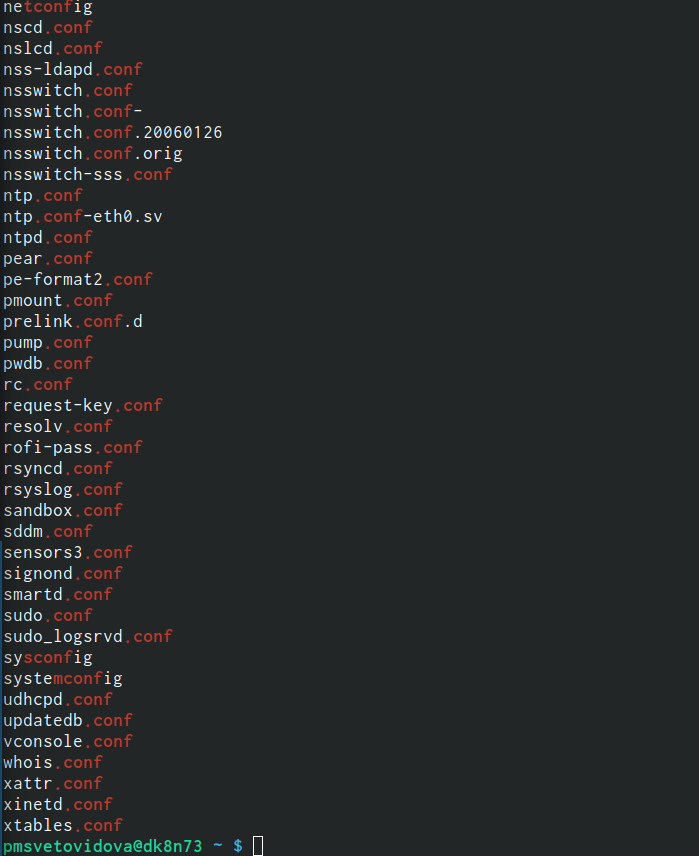 netconfig
nscd.conf
nslcd.conf
nss-ldapd.conf
nsswitch.conf
nsswitch.conf-
nsswitch.conf.20060126
nsswitch.conf.orig
nsswitch-sss.conf
ntp.conf
ntp.conf-eth0.sv
ntpd.conf
pear.conf
pe-format2.conf
pmount.conf
prelink.conf.d
pump.conf
pwdb.conf
rc.conf
request-key.conf
resolv.conf
rofi-pass.conf
rsyncd.conf
rsyslog.conf
sandbox.conf
sddm.conf
sensors3.conf
signond.conf
smartd.conf
sudo.conf
sudo_logsrvd.conf
sysconfig
systemconfig
udhcpd.conf
updatedb.conf
vconsole.conf
whois.conf
xattr.conf
xinetd.conf
xtables.conf
pmsvetovidova@dk8n73 ~ $